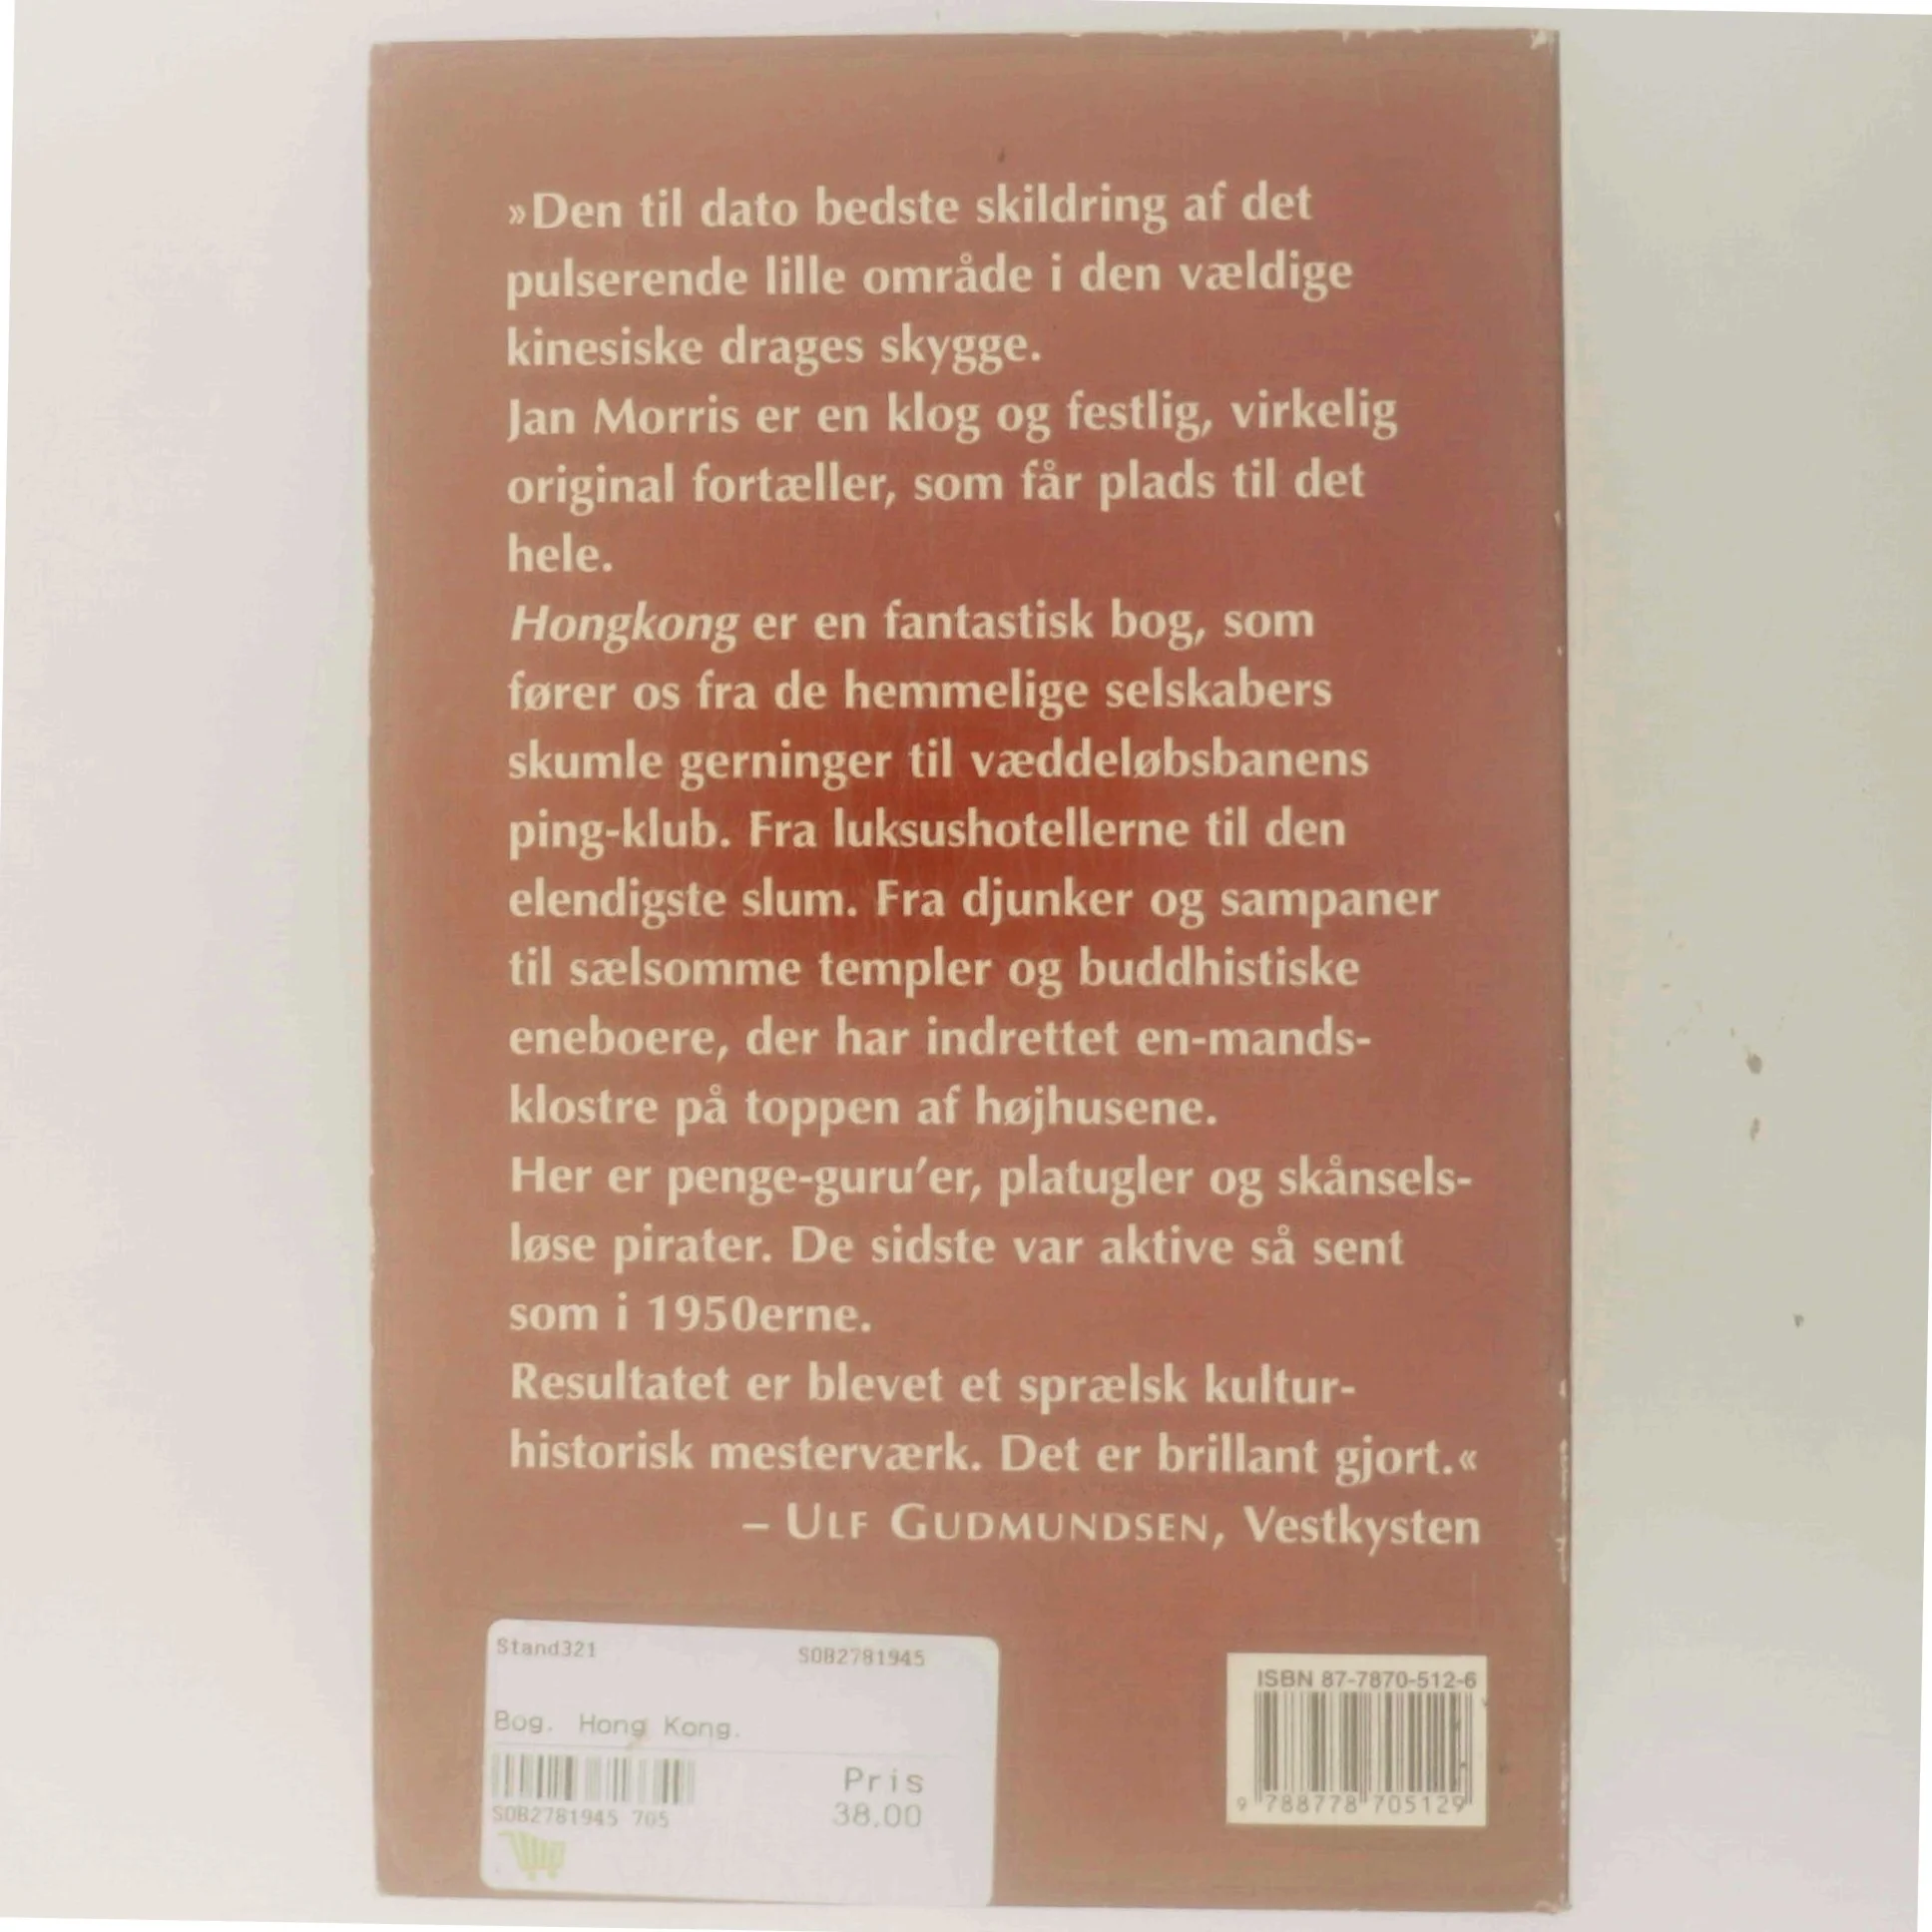 »Den til dato bedste skildring af det
pulserende lille område i den vældige
kinesiske drages skygge.
Jan Morris er en klog og festlig, virkelig
original fortæller, som får plads til det
hele.
Hongkong er en fantastisk bog, som
fører os fra de hemmelige selskabers
skumle gerninger til væddeløbsbanens
ping-klub. Fra luksushotellerne til den
elendigste slum. Fra djunker og sampaner
til sælsomme templer og buddhistiske
eneboere, der har indrettet en-mands-
klostre på toppen af højhusene.
Her er penge-guru'er, platugler og skånsels-
løse pirater. De sidste var aktive så sent
som i 1950erne.
Resultatet er blevet et sprælsk kultur-
historisk mesterværk. Det er brillant gjort.«
– ULF GUDMUNDSEN, Vestkysten
Stand321 SOB2781945
Bog. Hong Kong.
Pris
38.00
SOB2781945 705
ISBN 87-7870-512-6
9 788778 705129